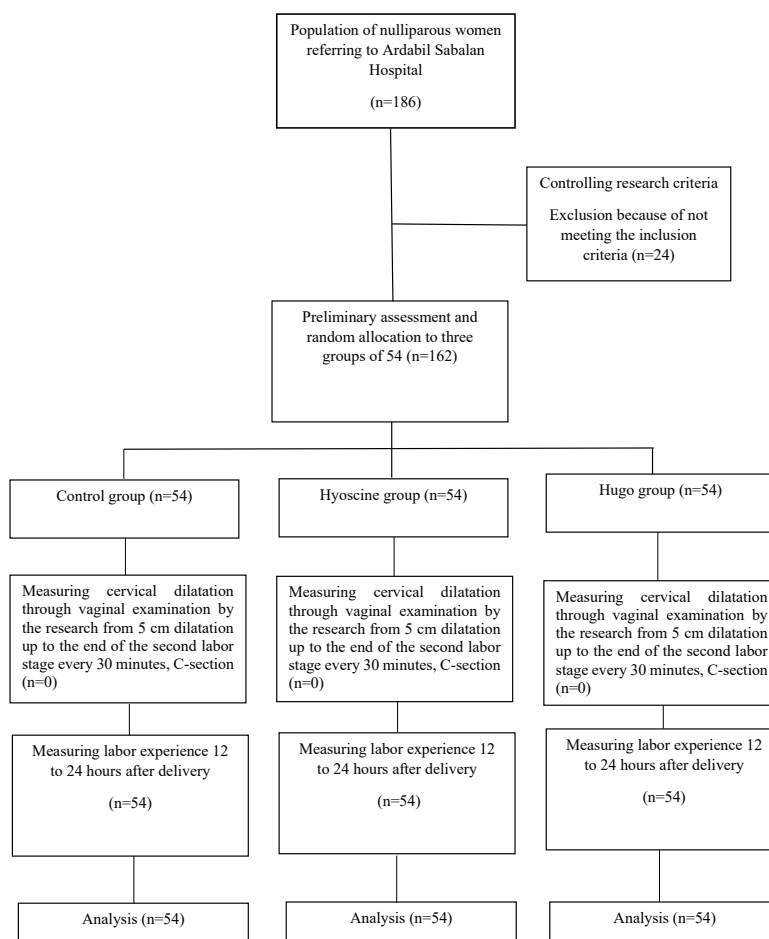 Population of nulliparous women
referring to Ardabil Sabalan
Hospital
(n=186)
Controlling research criteria
Exclusion because of not
meeting the inclusion
criteria (n=24)
Preliminary assessment and
random allocation to three
groups of 54 (n=162)
Control group (n=54)
Hyoscine group (n=54)
Hugo group (n=54)
Measuring cervical dilatation
through vaginal examination by
the research from 5 cm dilatation
up to the end of the second labor
stage every 30 minutes, C-section
(n=0)
Measuring cervical dilatation
through vaginal examination by
the research from 5 cm dilatation
up to the end of the second labor
stage every 30 minutes, C-section
(n=0)
Measuring cervical dilatation
through vaginal examination by
the research from 5 cm dilatation
up to the end of the second labor
stage every 30 minutes, C-section
(n=0)
Measuring labor experience 12
to 24 hours after delivery
(n=54)
Measuring labor experience 12
to 24 hours after delivery
(n=54)
Measuring labor experience 12
to 24 hours after delivery
(n=54)
Analysis (n=54)
Analysis (n=54)
Analysis (n=54)